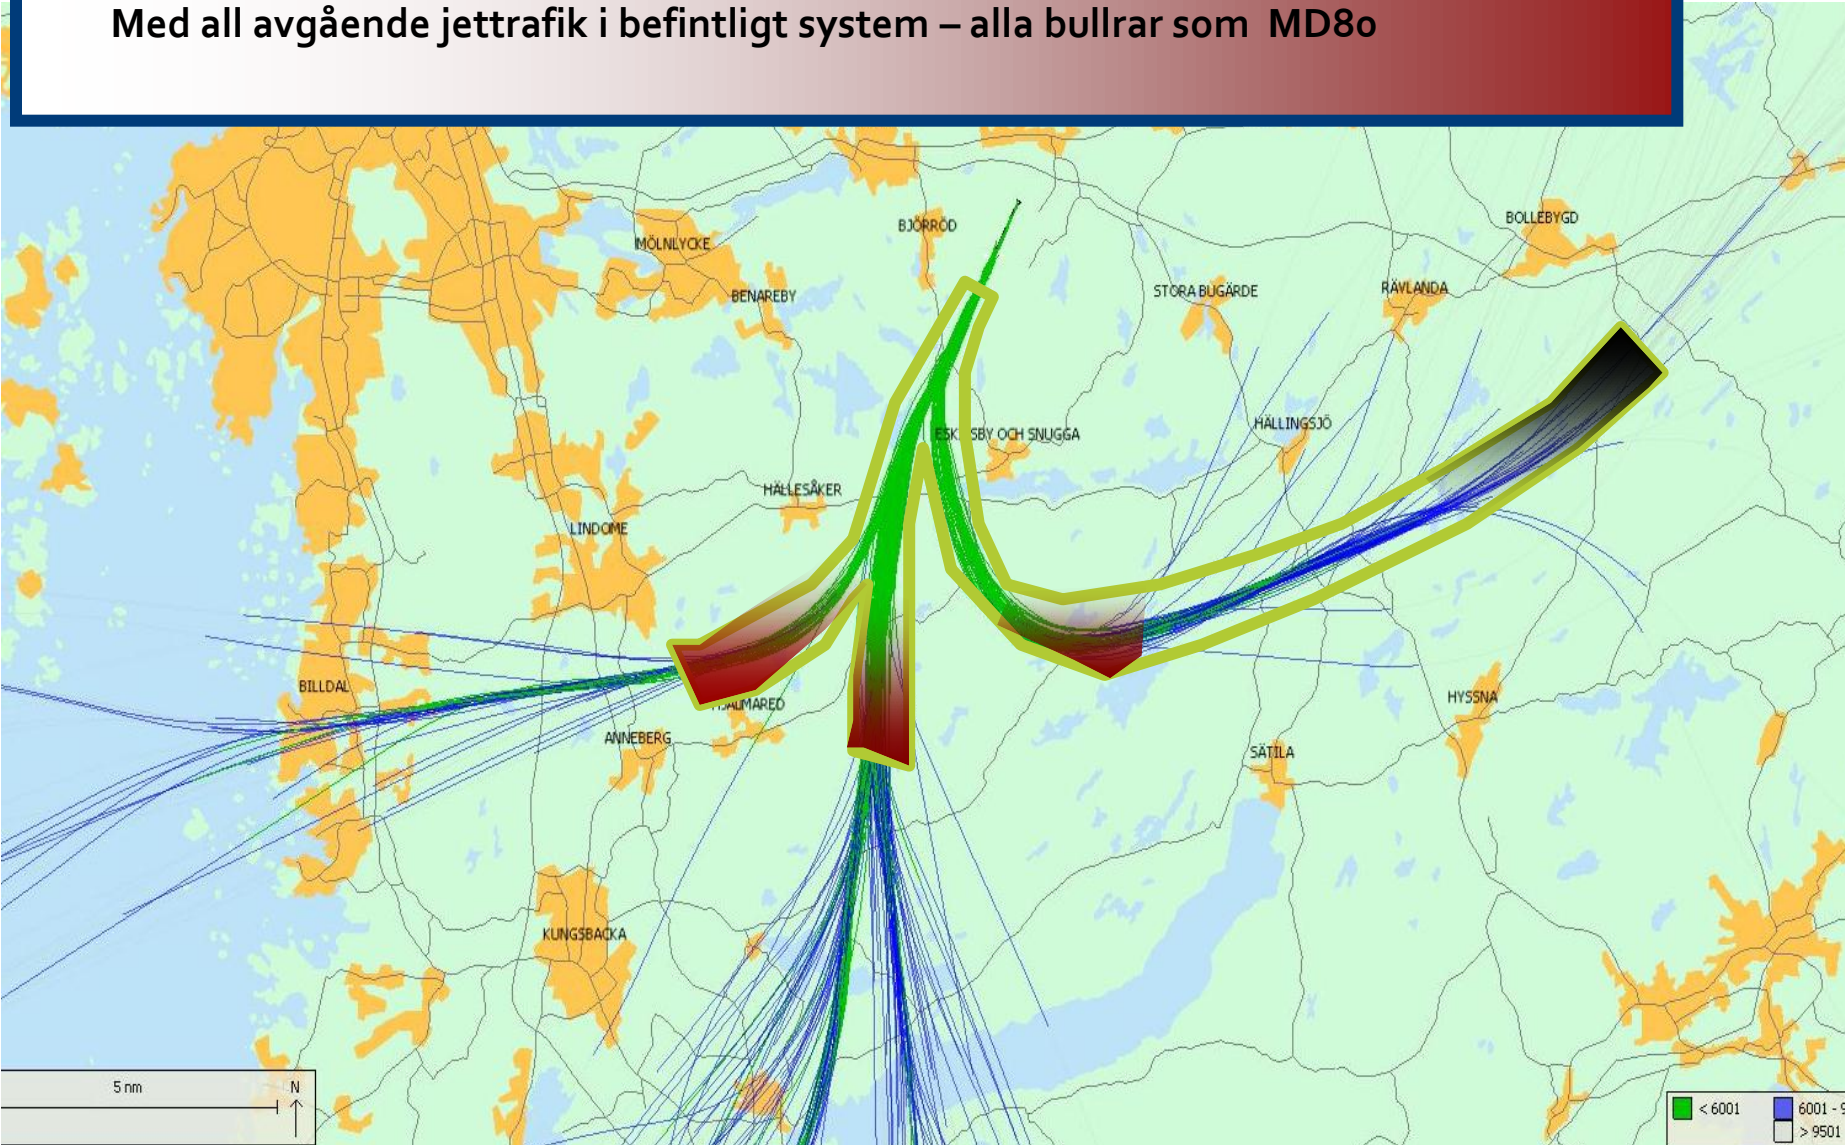 Med all avgående jettrafik i befintligt system – alla bullrar som MD80
BJÖRRÖD
BOLLEBYGD
MÖLNLYCKE
BENAREBY
STORA BUGÄRDE
RÄVLANDA
HÄLLINGSJÖ
SBY OCH SNUGGA
HÄLLESÅKER
LINDOME
BILLDAL
HYSSNA
ANNEBERG
SÄTILA
KUNGSBACKA
5 nm
N
< 6001
6001 - 9
> 9501